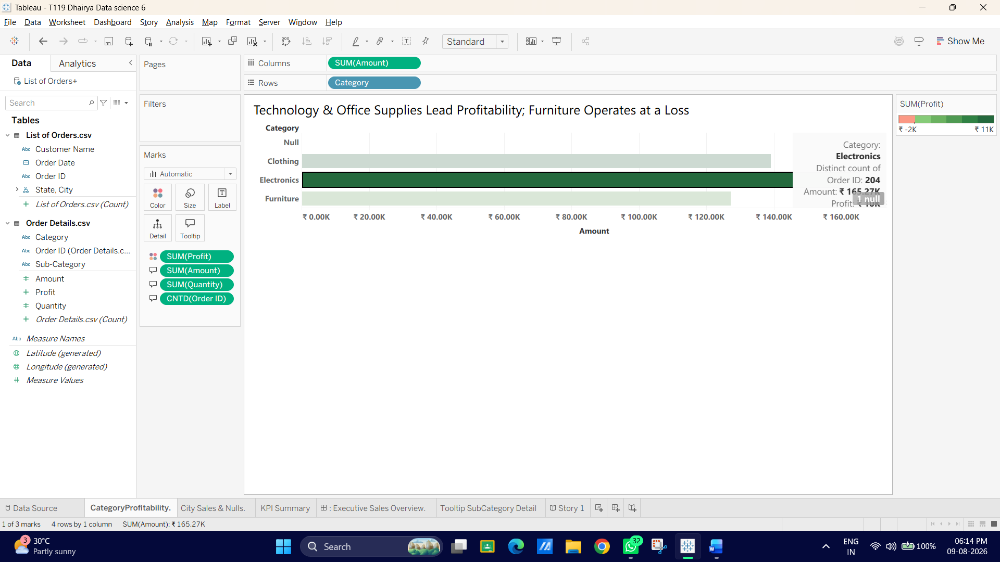 Tableau - T119 Dhairya Data science 6
File Data Worksheet Dashboard Story Analysis Map Format Server Window Help
Standard
Show Me
Data Analytics
List of Orders+
Search
Tables
List of Orders.csv
Abc Customer Name
Order Date
Abc Order ID
State, City
List of Orders.csv (Count)
Order Details.csv
Abc Category
Abc Order ID (Order Details.c...
Abc Sub-Category
Amount
Profit
Quantity
Order Details.csv (Count)
Abc Measure Names
Latitude (generated)
Longitude (generated)
Measure Values
Pages
Filters
Marks
Automatic
Color Size Label
Detail Tooltip
SUM(Profit)
SUM(Amount)
SUM(Quantity)
CNTD(Order ID)
Columns SUM(Amount)
Rows Category
Technology & Office Supplies Lead Profitability; Furniture Operates at a Loss
Category
Null
Clothing
Electronics
Furniture
₹ 0.00K ₹ 20.00K ₹ 40.00K ₹ 60.00K ₹ 80.00K ₹ 100.00K ₹ 120.00K ₹ 140.00K ₹ 160.00K
Amount
Category:
Electronics
Distinct count of
Order ID: 204
Amount: ₹ 165.27K
Profit: ₹ 10K
1 null
SUM(Profit)
₹ -2K ₹ 11K
Data Source CategoryProfitability. City Sales & Nulls. KPI Summary : Executive Sales Overview. Tooltip SubCategory Detail Story 1
1 of 3 marks 4 rows by 1 column SUM(Amount): ₹ 165.27K
3
30°C
Partly sunny
Search
32
ENG
IN
100%
06:14 PM
09-08-2026